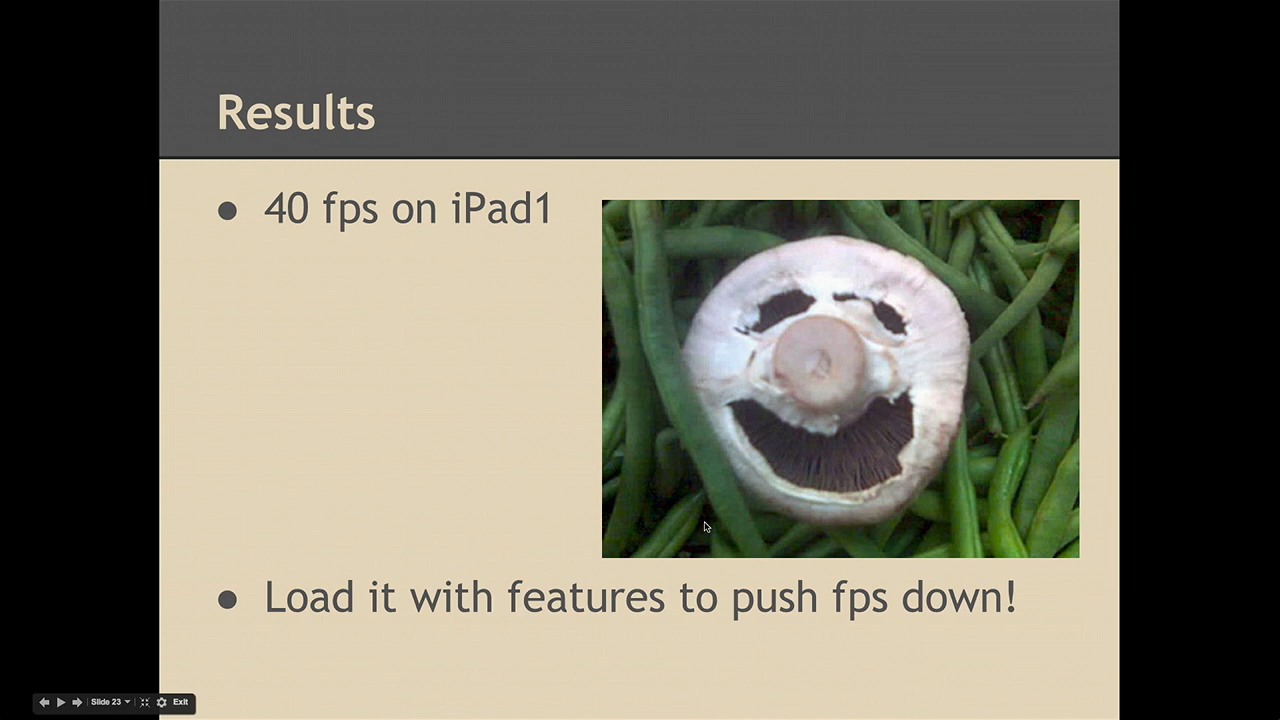 Results
● 40 fps on iPad1
● Load it with features to push fps down!
Slide 23
Exit